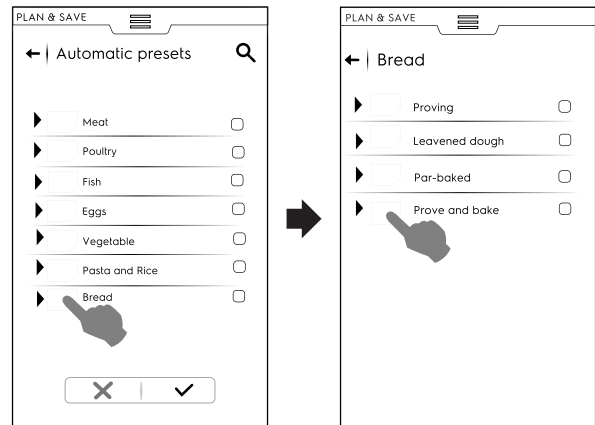 PLAN & SAVE
Automatic presets
Meat
Poultry
Fish
Eggs
Vegetable
Pasta and Rice
Bread
PLAN & SAVE
Bread
Proving
Leavened dough
Par-baked
Prove and bake